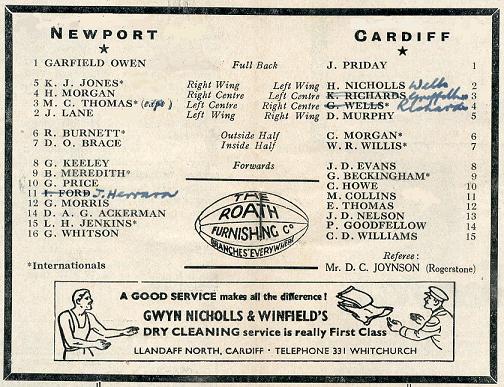 NEWPORT CARDIFF
1 GARFIELD OWEN Full Back J. PRIDAY 1
5 K. J. JONES* Right Wing Left Wing H. NICHOLLS Wells 2
4 H. MORGAN Right Centre Left Centre K. RICHARDS Griffiths 3
3 M. C. THOMAS* (capt) Left Centre Right Centre G. WELLS* Richards 4
2 J. LANE Left Wing Right Wing D. MURPHY 5
6 R. BURNETT* Outside Half C. MORGAN* 6
7 D. O. BRACE Inside Half W. R. WILLIS* 7
8 G. KEELEY Forwards J. D. EVANS 8
9 B. MEREDITH* G. BECKINGHAM* 9
10 G. PRICE C. HOWE 10
11 I. FORD J. Herrara M. COLLINS 11
12 G. MORRIS E. THOMAS 12
14 D. A. G. ACKERMAN J. D. NELSON 13
15 L. H. JENKINS* P. GOODFELLOW 14
16 G. WHITSON C. D. WILLIAMS 15
THE
ROATH
FURNISHING Co
BRANCHES EVERYWHERE
*Internationals
Referee:
Mr. D. C. JOYNSON (Rogerstone)
A GOOD SERVICE makes all the difference!
GWYN NICHOLLS & WINFIELD'S
DRY CLEANING service is really First Class
LLANDAFF NORTH, CARDIFF · TELEPHONE 331 WHITCHURCH